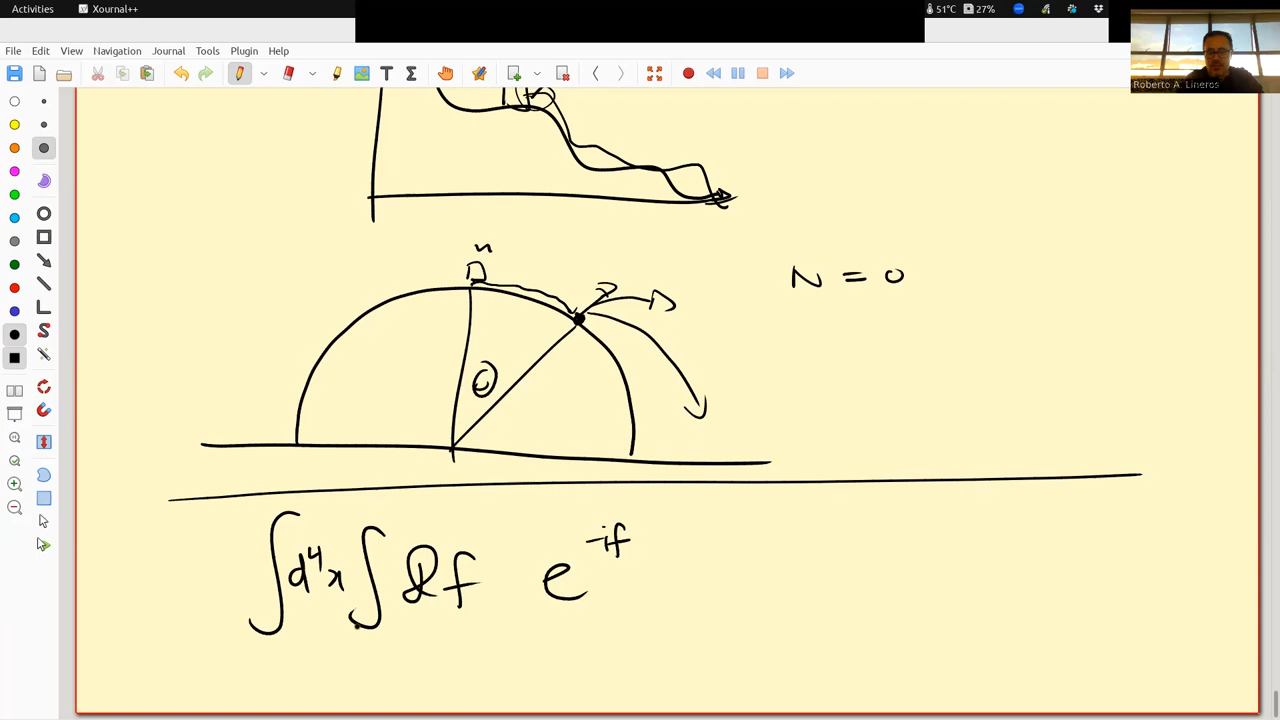 Activities Xournal++ 51°C 27%
File Edit View Navigation Journal Tools Plugin Help
Roberto A. Lineros
N = 0
θ
∫d⁴x ∫ 𝒟f e^{-if}